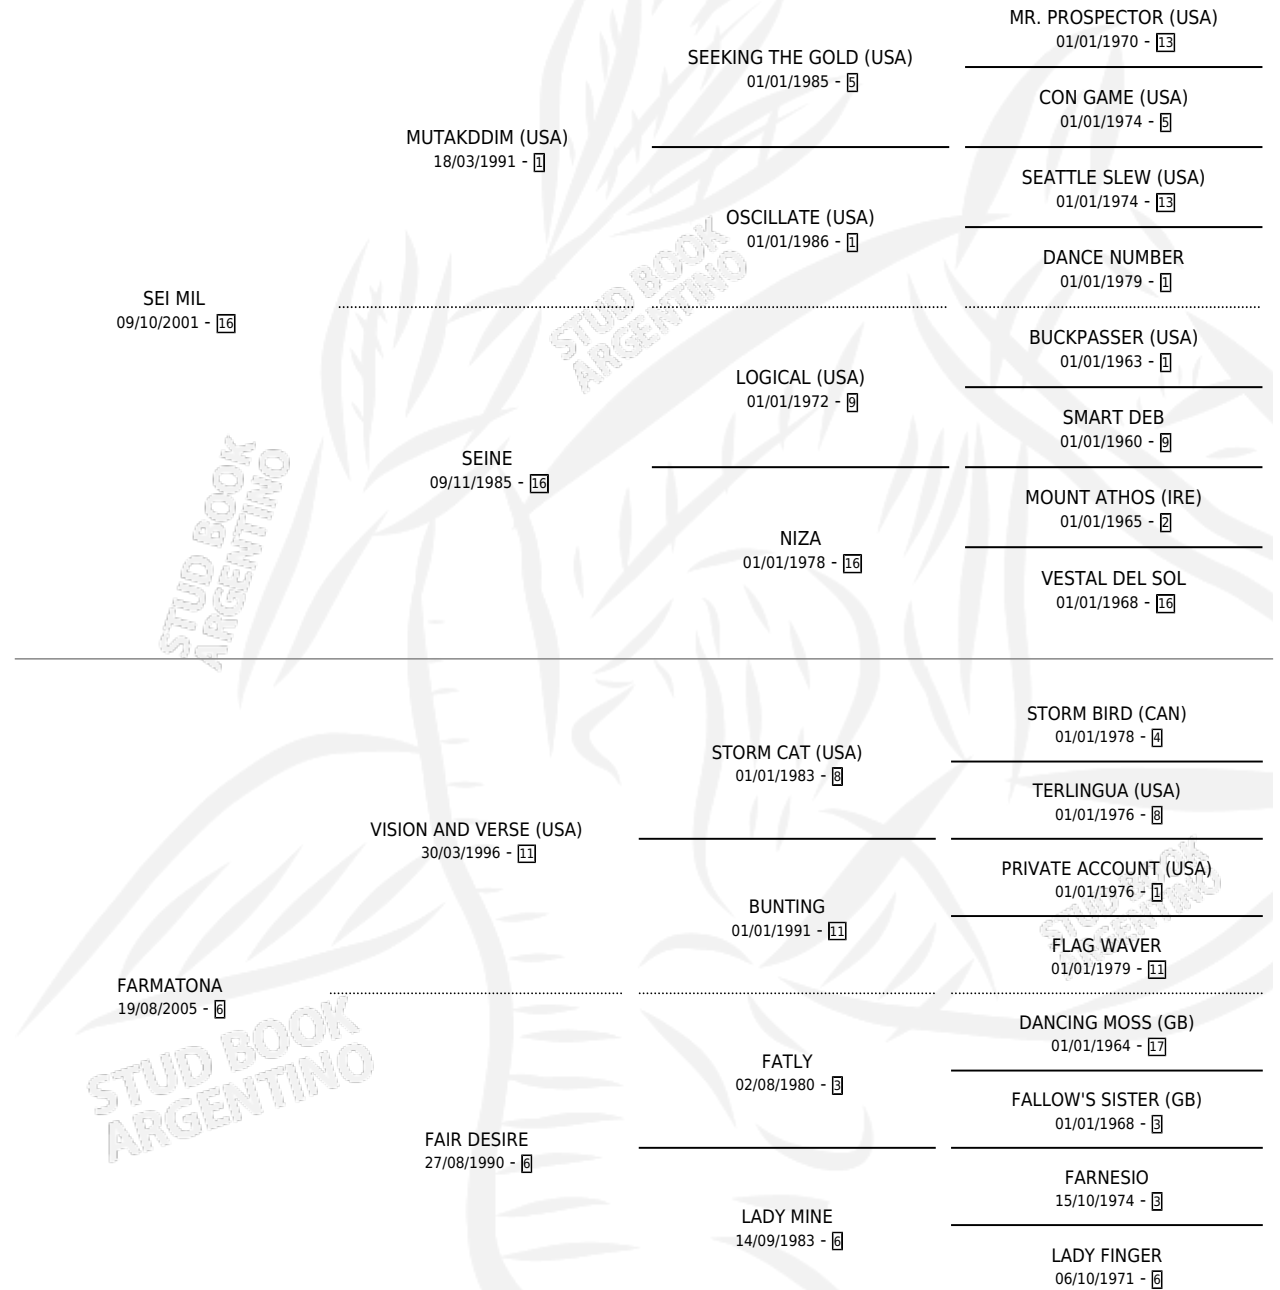 MR. PROSPECTOR (USA)
01/01/1970 - 13
SEEKING THE GOLD (USA)
01/01/1985 - 5
CON GAME (USA)
01/01/1974 - 5
MUTAKDDIM (USA)
18/03/1991 - 1
SEATTLE SLEW (USA)
01/01/1974 - 13
OSCILLATE (USA)
01/01/1986 - 1
DANCE NUMBER
01/01/1979 - 1
SEI MIL
09/10/2001 - 16
BUCKPASSER (USA)
01/01/1963 - 1
LOGICAL (USA)
01/01/1972 - 9
SMART DEB
01/01/1960 - 9
SEINE
09/11/1985 - 16
MOUNT ATHOS (IRE)
01/01/1965 - 2
NIZA
01/01/1978 - 16
VESTAL DEL SOL
01/01/1968 - 16
STUD BOOK
ARGENTINO
STUD BOOK
ARGENTINO
STORM BIRD (CAN)
01/01/1978 - 4
STORM CAT (USA)
01/01/1983 - 8
TERLINGUA (USA)
01/01/1976 - 8
VISION AND VERSE (USA)
30/03/1996 - 11
PRIVATE ACCOUNT (USA)
01/01/1976 - 1
BUNTING
01/01/1991 - 11
FLAG WAVER
01/01/1979 - 11
STUD BOOK
ARGENTINO
FARMATONA
19/08/2005 - 6
DANCING MOSS (GB)
01/01/1964 - 17
FATLY
02/08/1980 - 3
FALLOW'S SISTER (GB)
01/01/1968 - 3
FAIR DESIRE
27/08/1990 - 6
FARNESIO
15/10/1974 - 3
LADY MINE
14/09/1983 - 6
LADY FINGER
06/10/1971 - 6
STUD BOOK
ARGENTINO